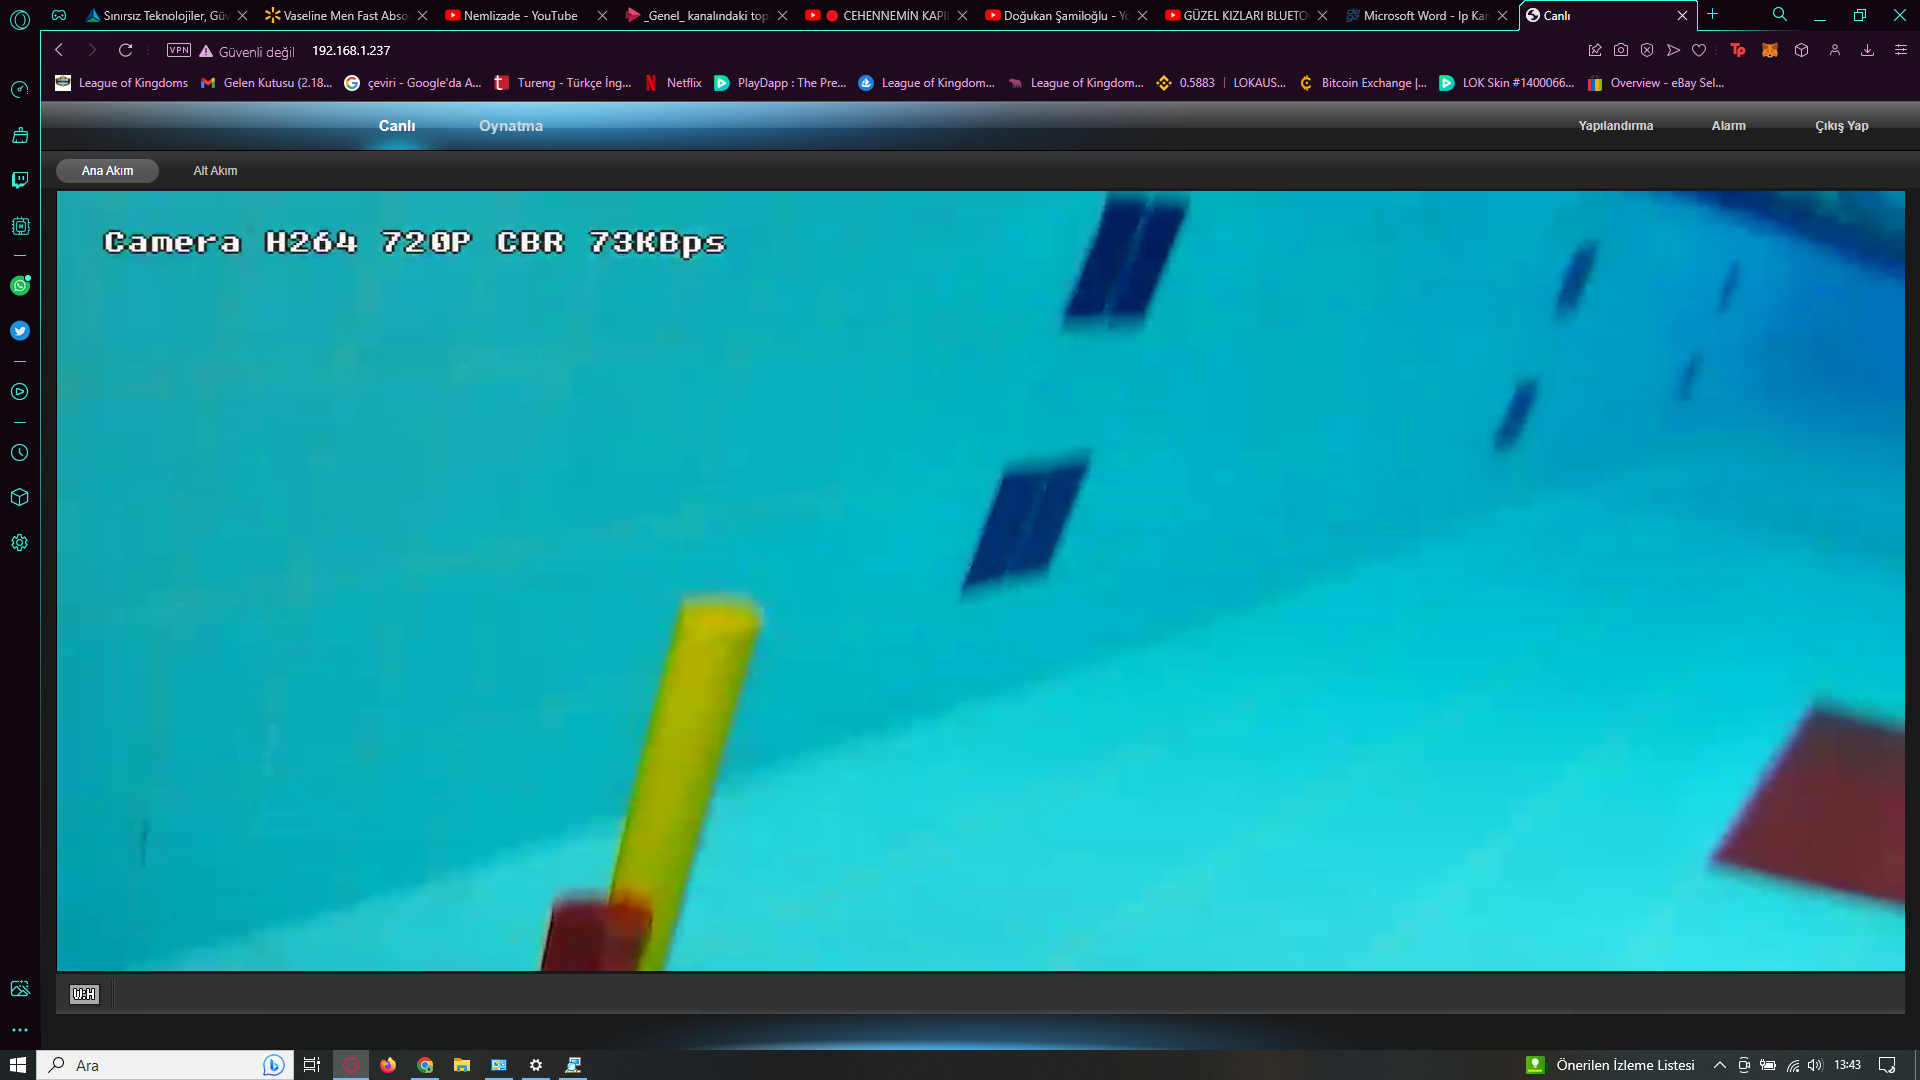 Sınırsız Teknolojiler, Güv
Vaseline Men Fast Abso
Nemlizade - YouTube
_Genel_ kanalındaki top
CEHENNEMİN KAPI
Doğukan Şamiloğlu - Yo
GÜZEL KIZLARI BLUETO
Microsoft Word - Ip Kar
Canlı
VPN
Güvenli değil
192.168.1.237
Tp
League of Kingdoms
Gelen Kutusu (2.18...
çeviri - Google'da A...
Tureng - Türkçe İng...
Netflix
PlayDapp : The Pre...
League of Kingdom...
League of Kingdom...
0.5883 | LOKAUS...
Bitcoin Exchange |...
LOK Skin #1400066...
Overview - eBay Sel...
Canlı
Oynatma
Yapılandırma
Alarm
Çıkış Yap
Ana Akım
Alt Akım
Camera H264 720P CBR 73KBps
W:H
Ara
Önerilen İzleme Listesi
13:43